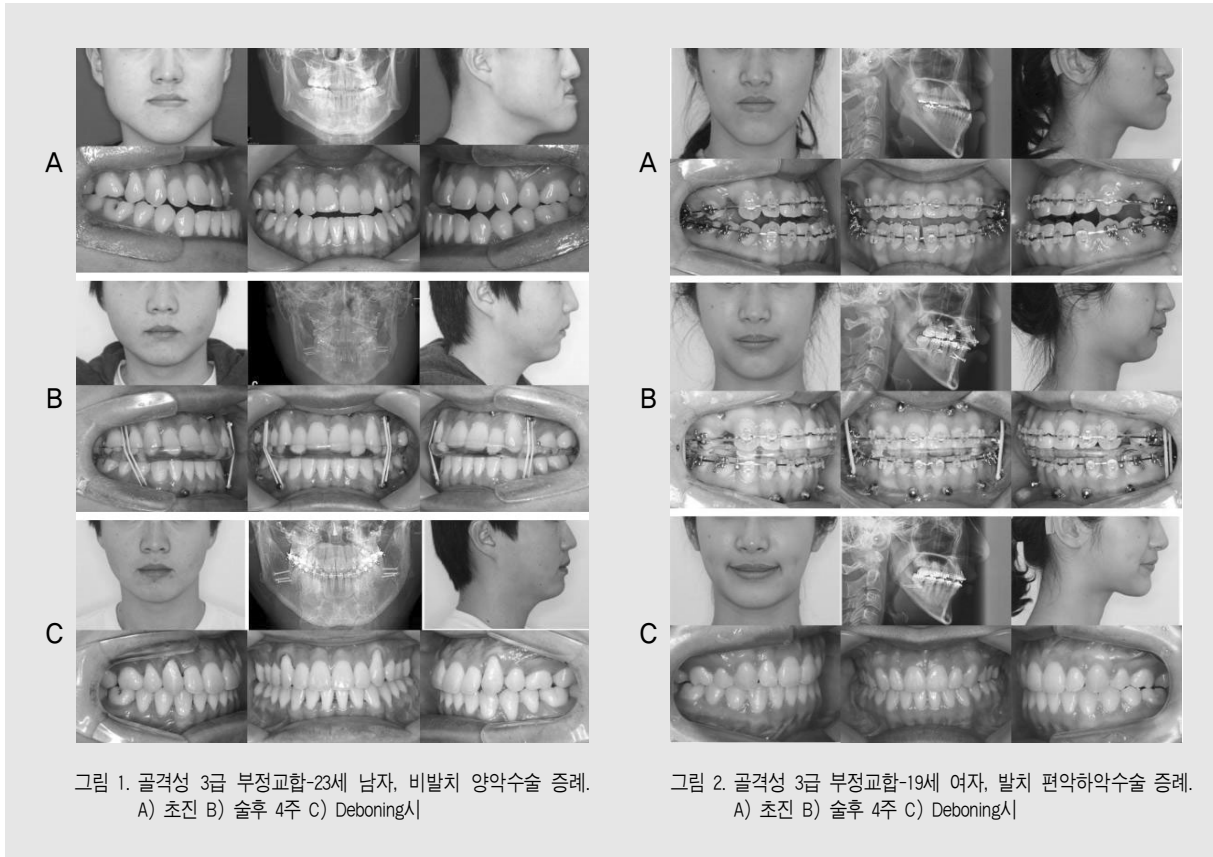 A
B
C
그림 1. 골격성 3급 부정교합-23세 남자, 비발치 양악수술 증례.
A) 초진 B) 술후 4주 C) Deboning시
A
B
C
그림 2. 골격성 3급 부정교합-19세 여자, 발치 편악하악수술 증례.
A) 초진 B) 술후 4주 C) Deboning시